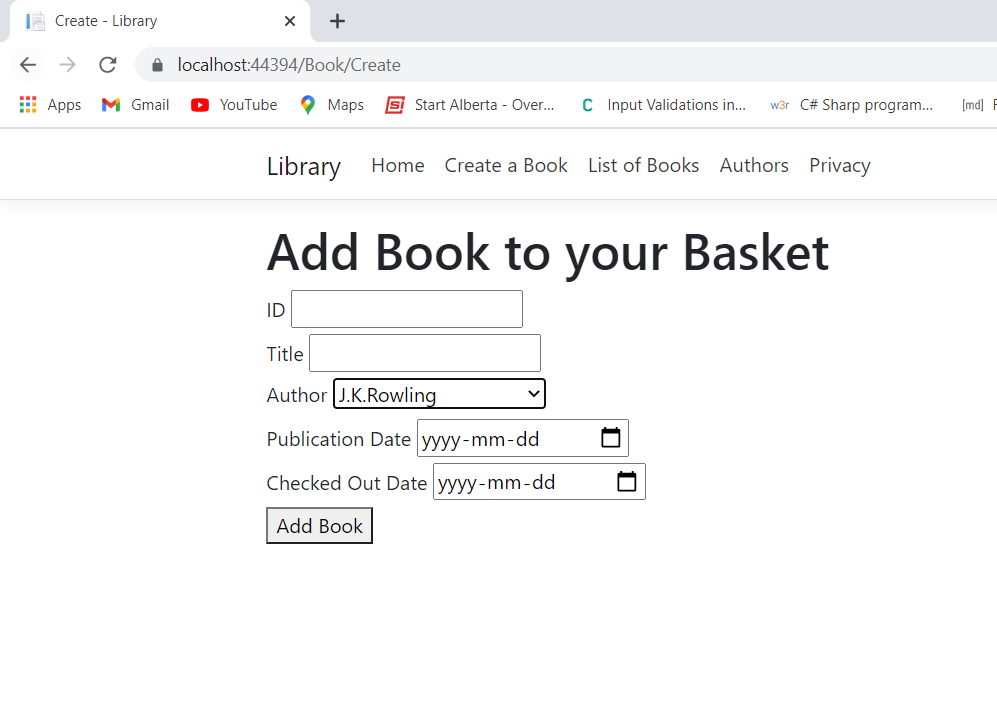 Create - Library
localhost:44394/Book/Create
Apps Gmail YouTube Maps Start Alberta - Over... Input Validations in... w3r C# Sharp program... [md]
Library Home Create a Book List of Books Authors Privacy
Add Book to your Basket
ID
Title
Author J.K.Rowling
Publication Date yyyy-mm-dd
Checked Out Date yyyy-mm-dd
Add Book